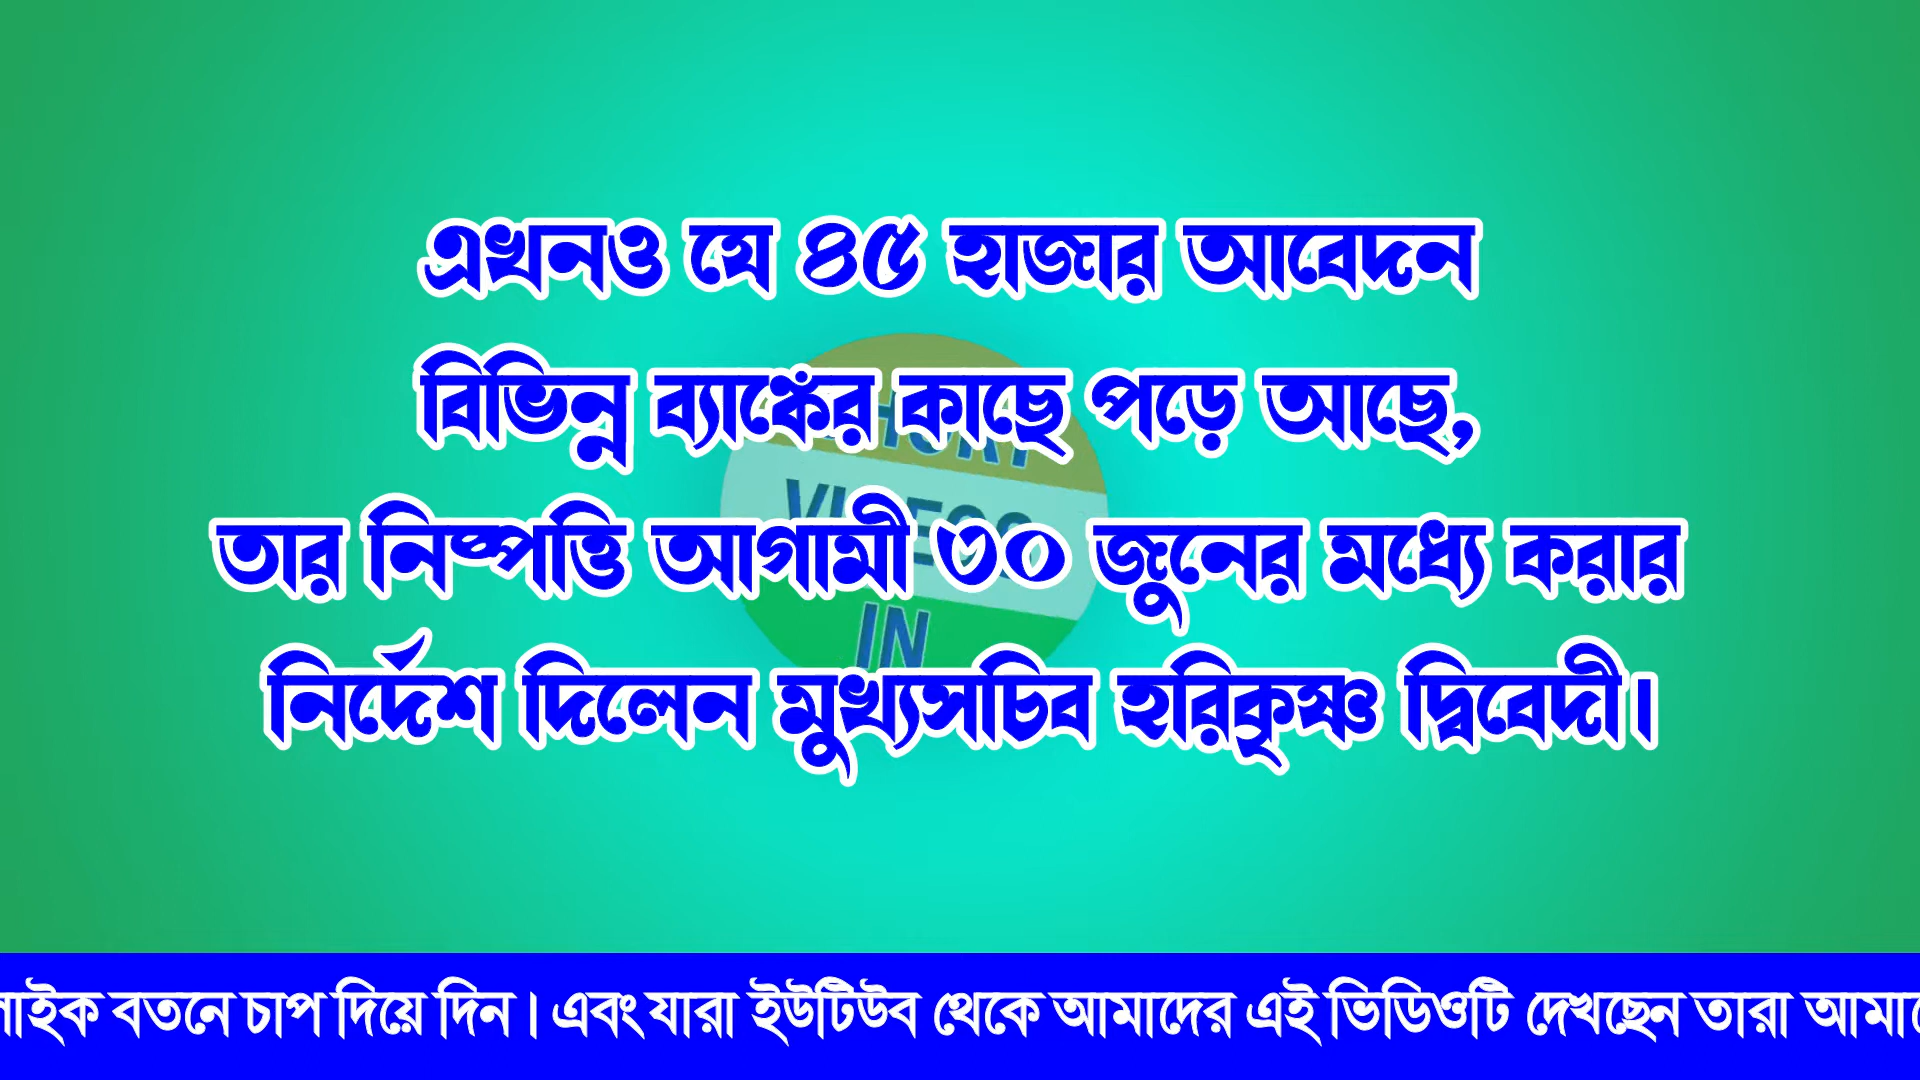 এখনও যে ৪৫ হাজার আবেদন
বিভিন্ন ব্যাঙ্কের কাছে পড়ে আছে,
তার নিষ্পত্তি আগামী ৩০ জুনের মধ্যে করার
নির্দেশ দিলেন মুখ্যসচিব হরিকৃষ্ণ দ্বিবেদী।
IN
বতনে চাপ দিয়ে দিন। এবং যারা ইউটিউব থেকে আমাদের এই ভিডিওটি দেখছেন তারা